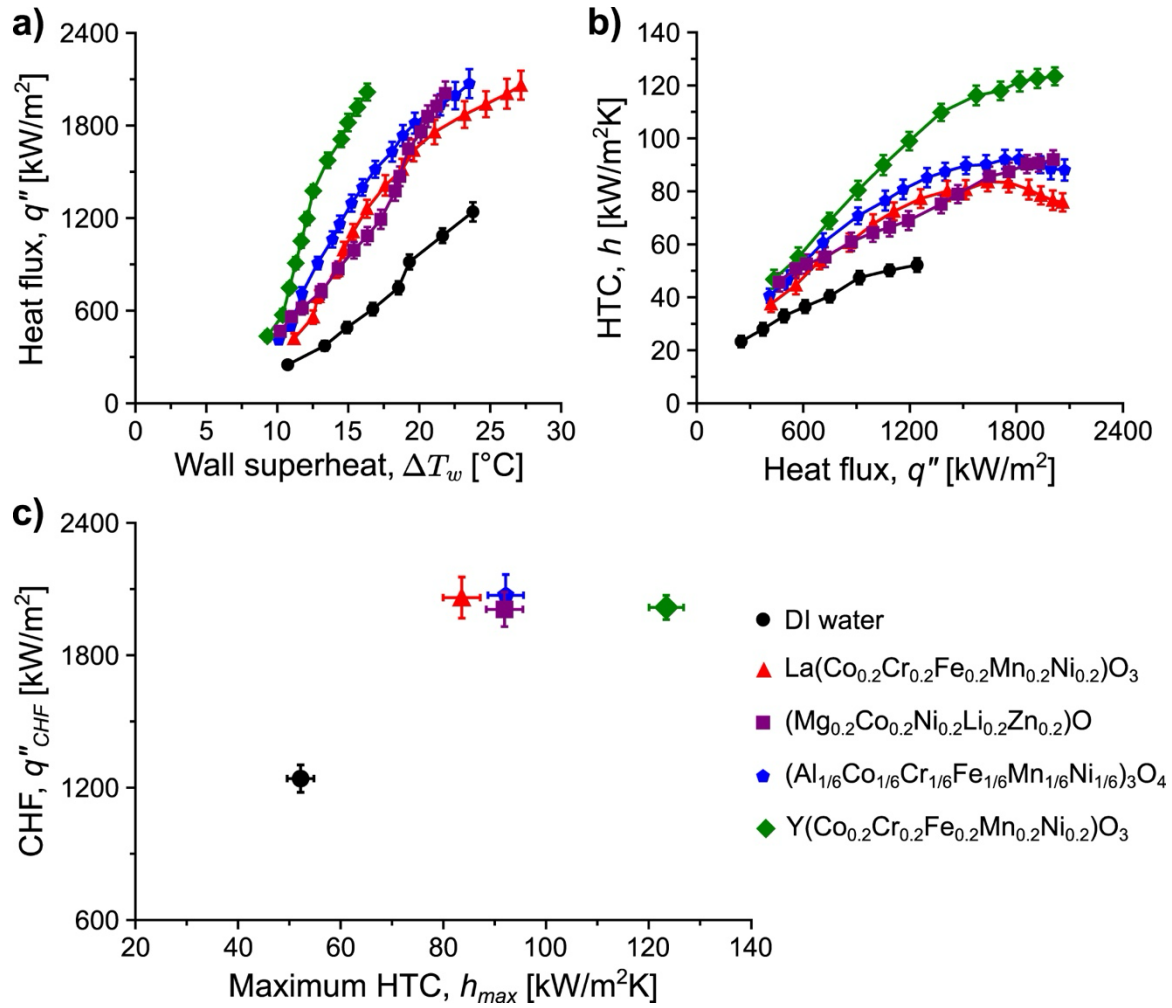 a)
2400
1800
1200
600
0
Heat flux, q″ [kW/m²]
0 5 10 15 20 25 30
Wall superheat, ΔT_w [°C]
b)
140
120
100
80
60
40
20
0
HTC, h [kW/m²K]
0 600 1200 1800 2400
Heat flux, q″ [kW/m²]
c)
2400
1800
1200
600
CHF, q″_CHF [kW/m²]
20 40 60 80 100 120 140
Maximum HTC, h_max [kW/m²K]
DI water
La(Co₀.₂Cr₀.₂Fe₀.₂Mn₀.₂Ni₀.₂)O₃
(Mg₀.₂Co₀.₂Ni₀.₂Li₀.₂Zn₀.₂)O
(Al₁/₆Co₁/₆Cr₁/₆Fe₁/₆Mn₁/₆Ni₁/₆)₃O₄
Y(Co₀.₂Cr₀.₂Fe₀.₂Mn₀.₂Ni₀.₂)O₃